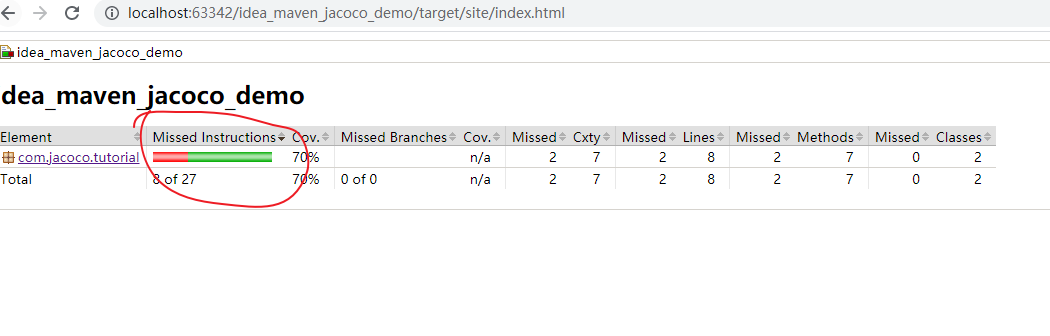 localhost:63342/idea_maven_jacoco_demo/target/site/index.html
idea_maven_jacoco_demo
dea_maven_jacoco_demo
Element Missed Instructions Cov. Missed Branches Cov. Missed Cxty Missed Lines Missed Methods Missed Classes
com.jacoco.tutorial 70% n/a 2 7 2 8 2 7 0 2
Total 8 of 27 70% 0 of 0 n/a 2 7 2 8 2 7 0 2